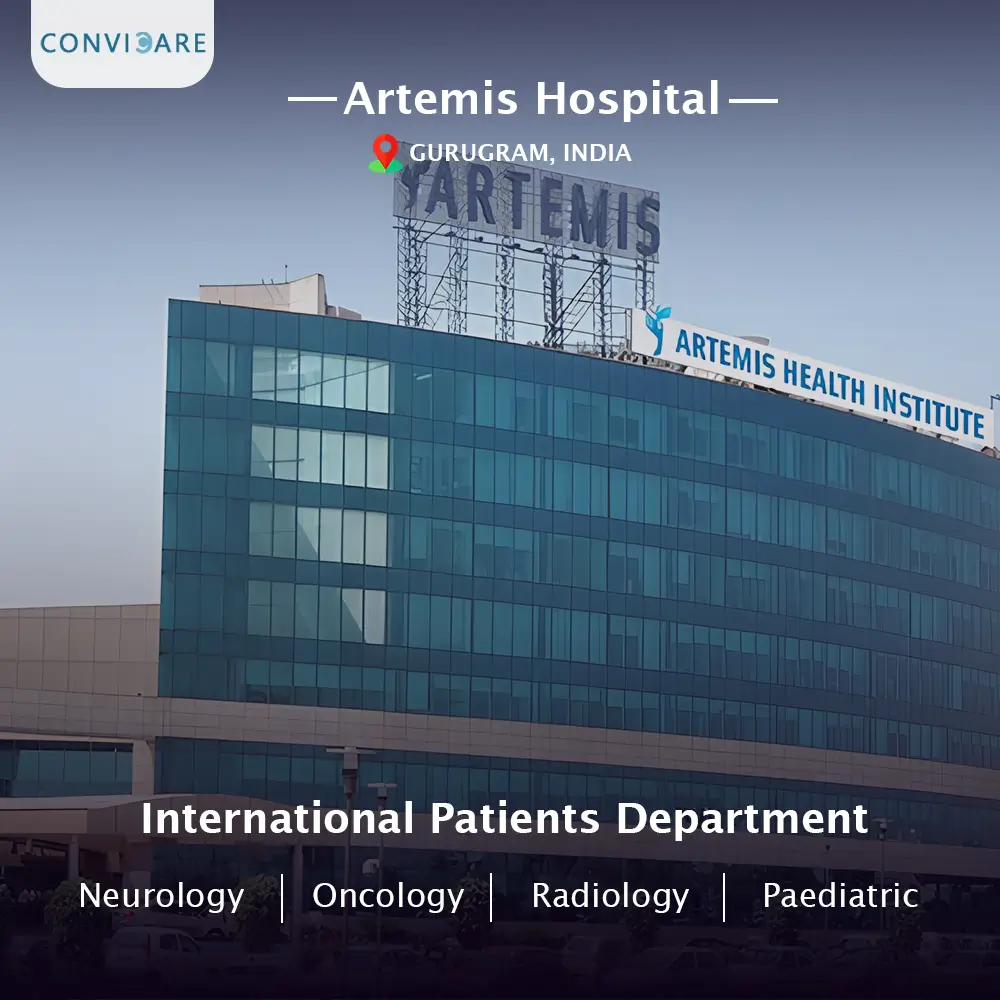 CONVICARE
Artemis Hospital
GURUGRAM, INDIA
ARTEMIS
ARTEMIS HEALTH INSTITUTE
International Patients Department
Neurology | Oncology | Radiology | Paediatric